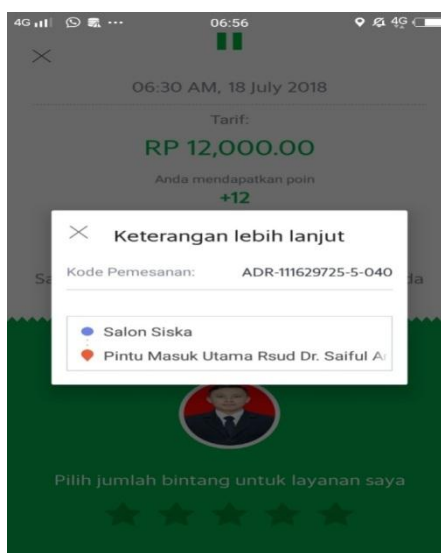 4G 06:56 4G
06:30 AM, 18 July 2018
Tarif:
RP 12,000.00
Anda mendapatkan poin
+12
Keterangan lebih lanjut
Kode Pemesanan: ADR-111629725-5-040
Salon Siska
Pintu Masuk Utama Rsud Dr. Saiful A
Pilih jumlah bintang untuk layanan saya